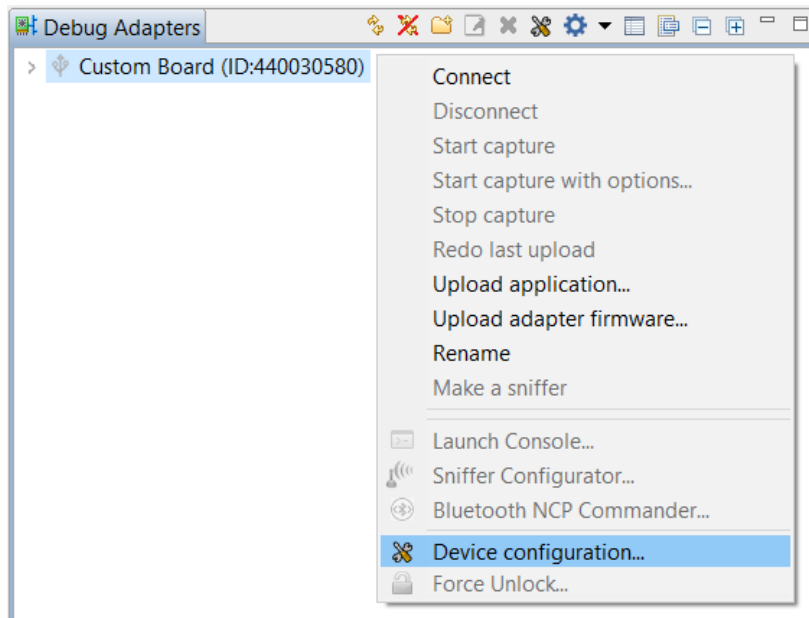 Debug Adapters
Custom Board (ID:440030580)
Connect
Disconnect
Start capture
Start capture with options...
Stop capture
Redo last upload
Upload application...
Upload adapter firmware...
Rename
Make a sniffer
Launch Console...
Sniffer Configurator...
Bluetooth NCP Commander...
Device configuration...
Force Unlock...